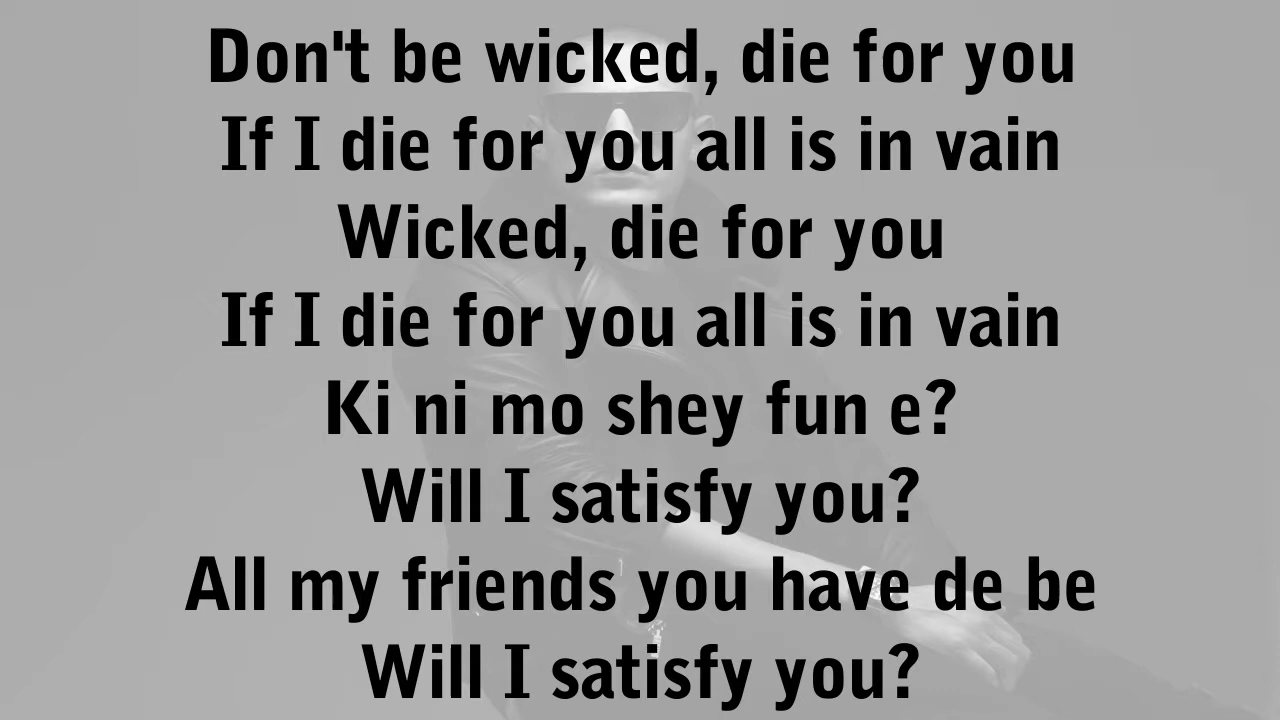 Don't be wicked, die for you
If I die for you all is in vain
Wicked, die for you
If I die for you all is in vain
Ki ni mo shey fun e?
Will I satisfy you?
All my friends you have de be
Will I satisfy you?